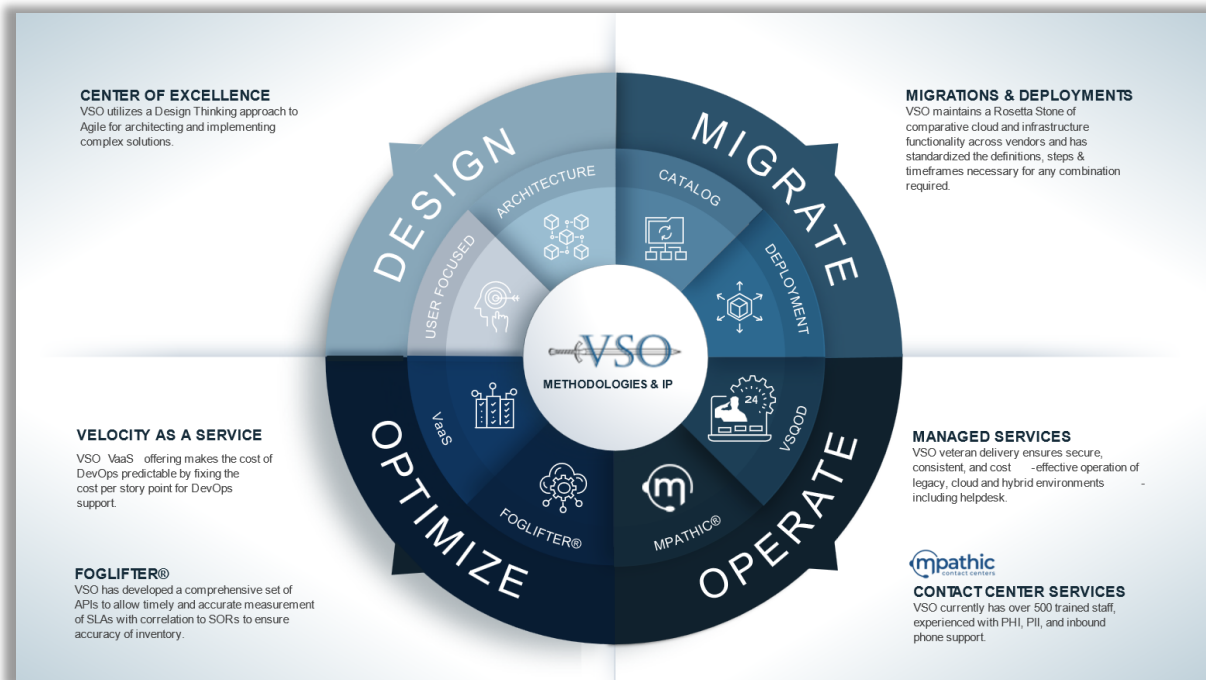 CENTER OF EXCELLENCE
VSO utilizes a Design Thinking approach to
Agile for architecting and implementing
complex solutions.
MIGRATIONS & DEPLOYMENTS
VSO maintains a Rosetta Stone of
comparative cloud and infrastructure
functionality across vendors and has
standardized the definitions, steps &
timeframes necessary for any combination
required.
DESIGN
MIGRATE
ARCHITECTURE
CATALOG
USER FOCUSED
DEPLOYMENT
VSO
METHODOLOGIES & IP
VaaS
24
VSQOD
FOGLIFTER®
m
MPATHIC®
OPTIMIZE
OPERATE
VELOCITY AS A SERVICE
VSO VaaS offering makes the cost of
DevOps predictable by fixing the
cost per story point for DevOps
support.
FOGLIFTER®
VSO has developed a comprehensive set of
APIs to allow timely and accurate measurement
of SLAs with correlation to SORs to ensure
accuracy of inventory.
MANAGED SERVICES
VSO veteran delivery ensures secure,
consistent, and cost -effective operation of
legacy, cloud and hybrid environments -
including helpdesk.
mpathic
contact centers
CONTACT CENTER SERVICES
VSO currently has over 500 trained staff,
experienced with PHI, PII, and inbound
phone support.